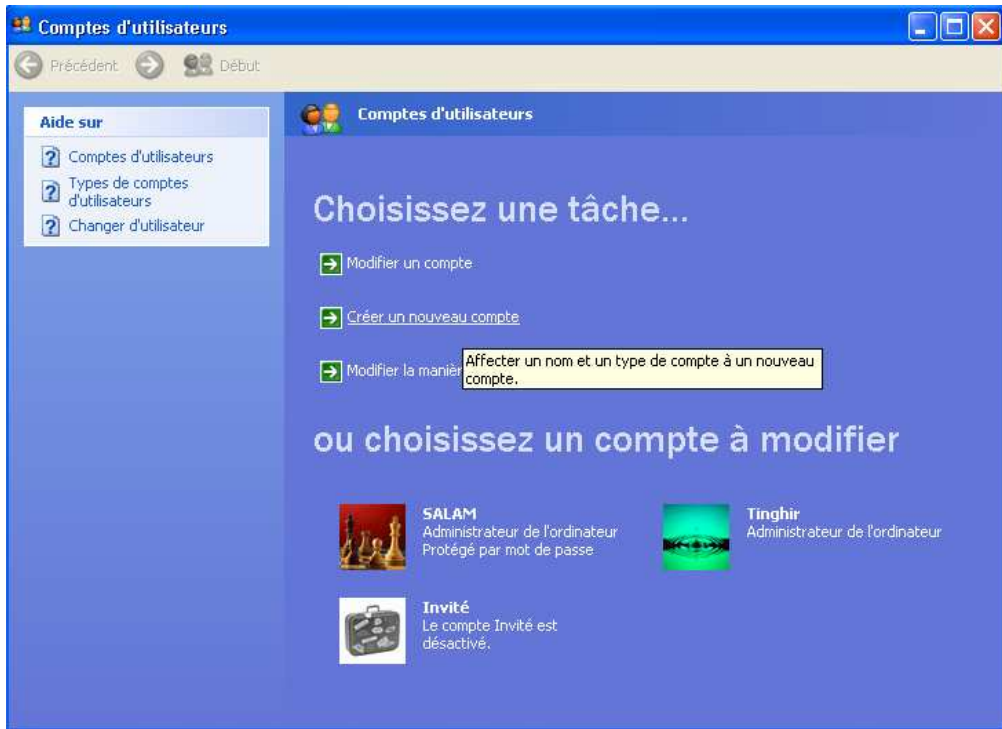 Comptes d'utilisateurs
Précédent
Début
Aide sur
Comptes d'utilisateurs
Types de comptes
d'utilisateurs
Changer d'utilisateur
Comptes d'utilisateurs
Choisissez une tâche...
Modifier un compte
Créer un nouveau compte
Modifier la manièr
Affecter un nom et un type de compte à un nouveau
compte.
ou choisissez un compte à modifier
SALAM
Administrateur de l'ordinateur
Protégé par mot de passe
Tinghir
Administrateur de l'ordinateur
Invité
Le compte Invité est
désactivé.